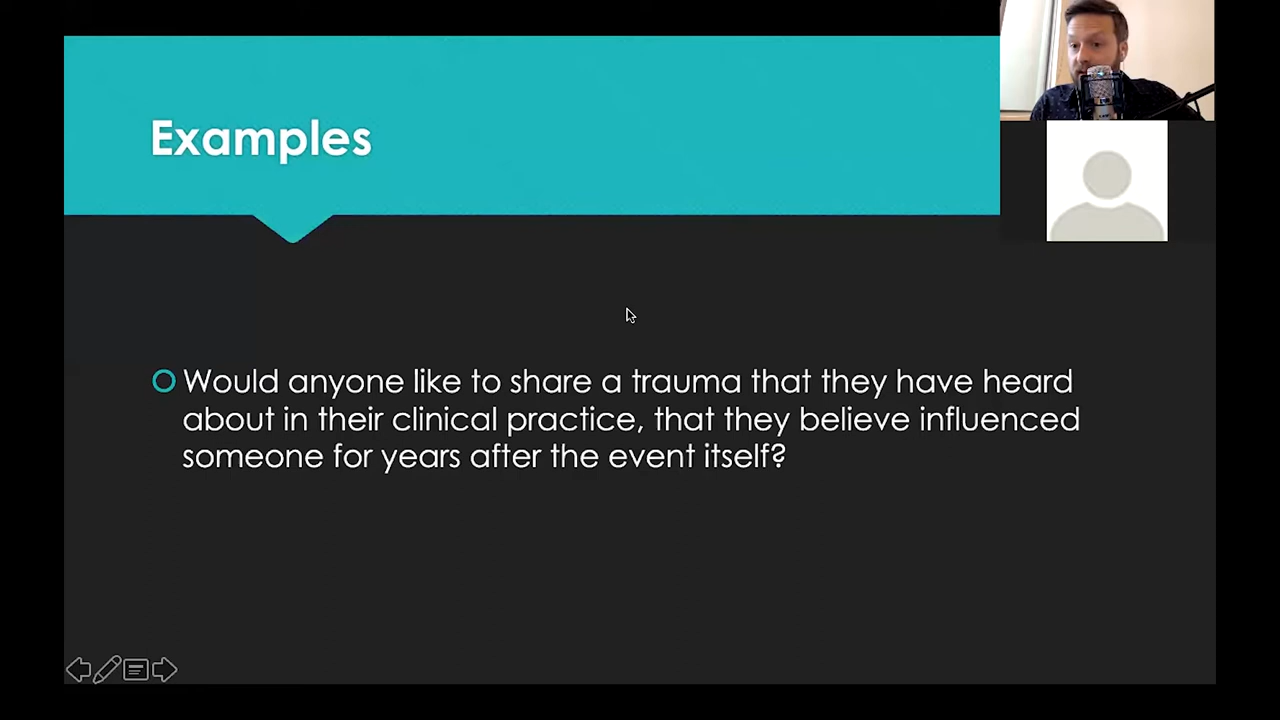 Examples
Would anyone like to share a trauma that they have heard
about in their clinical practice, that they believe influenced
someone for years after the event itself?